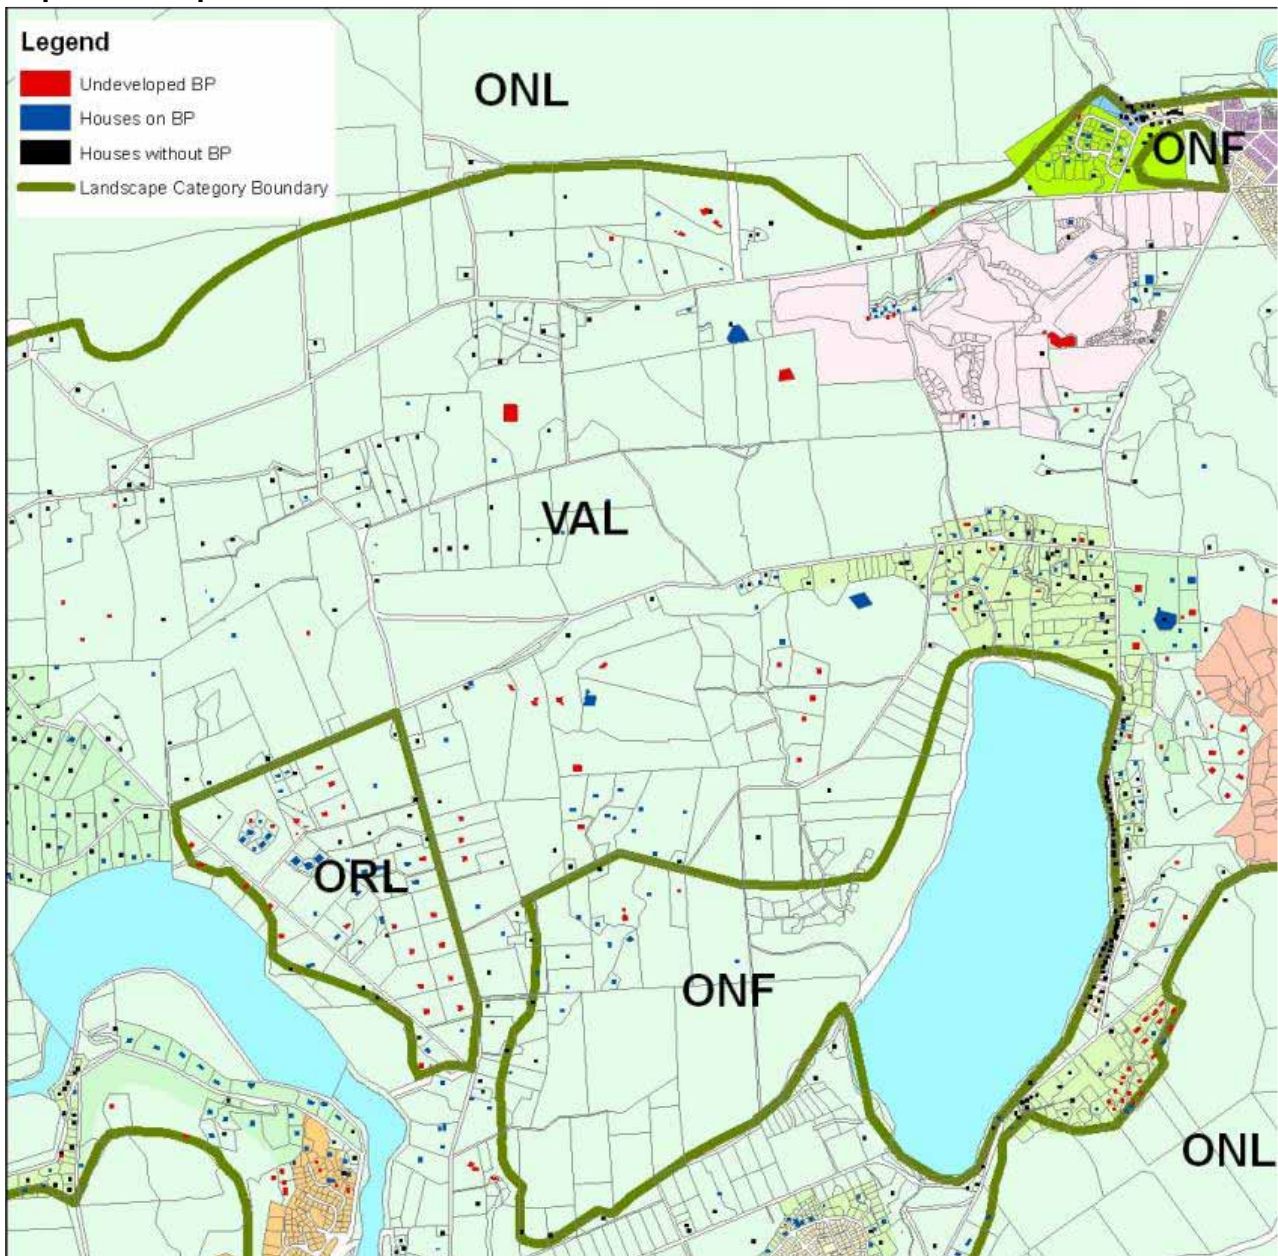 Legend
Undeveloped BP
Houses on BP
Houses without BP
Landscape Category Boundary
ONL
ONF
VAL
ORL
ONF
ONL